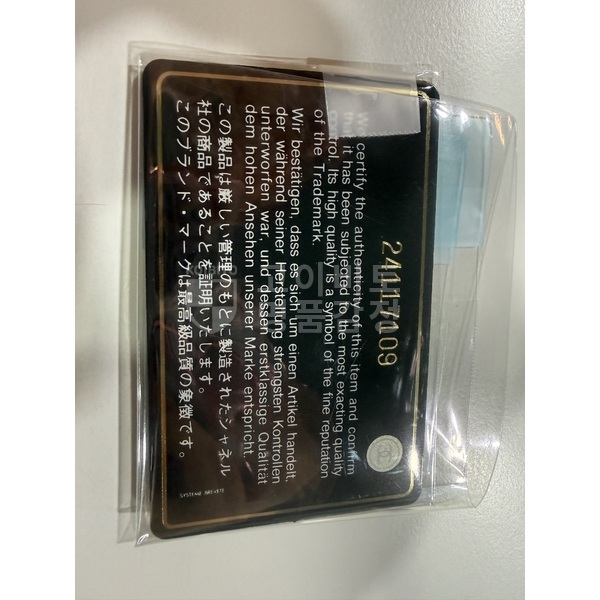 24117109
We certify the authenticity of this item and confirm
that it has been subjected to the most exacting quality
control. Its high quality is a symbol of the fine reputation
of the Trademark.
Wir bestätigen, dass es sich um einen Artikel handelt,
der während seiner Herstellung strengsten Kontrollen
unterworfen war, und dessen erstklassige Qualität
dem hohen Ansehen unserer Marke entspricht.
この製品は厳しい管理のもとに製造されたシャネル
社の商品であることを証明いたします。
このブランド・マークは最高級品質の象徴です。
SYSTEME BREVETE